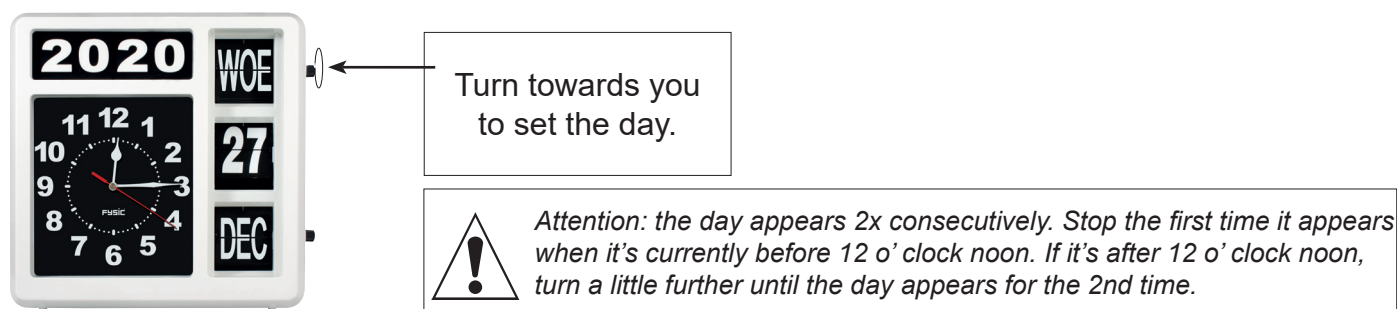 2020
WOE
27
DEC
11 12 1
10 2
9 3
8 4
7 6 5
FYSIC
Turn towards you
to set the day.
Attention: the day appears 2x consecutively. Stop the first time it appears
when it's currently before 12 o' clock noon. If it's after 12 o' clock noon,
turn a little further until the day appears for the 2nd time.